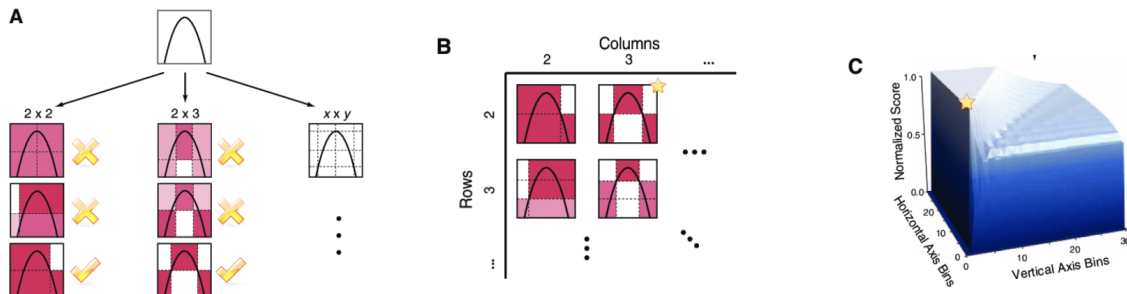 A
2 x 2
2 x 3
x x y
B
Columns
2
3
...
Rows
2
3
...
C
Normalized Score
1.0
0.5
0.0
Horizontal Axis Bins
20
10
0
Vertical Axis Bins
0
10
20
30